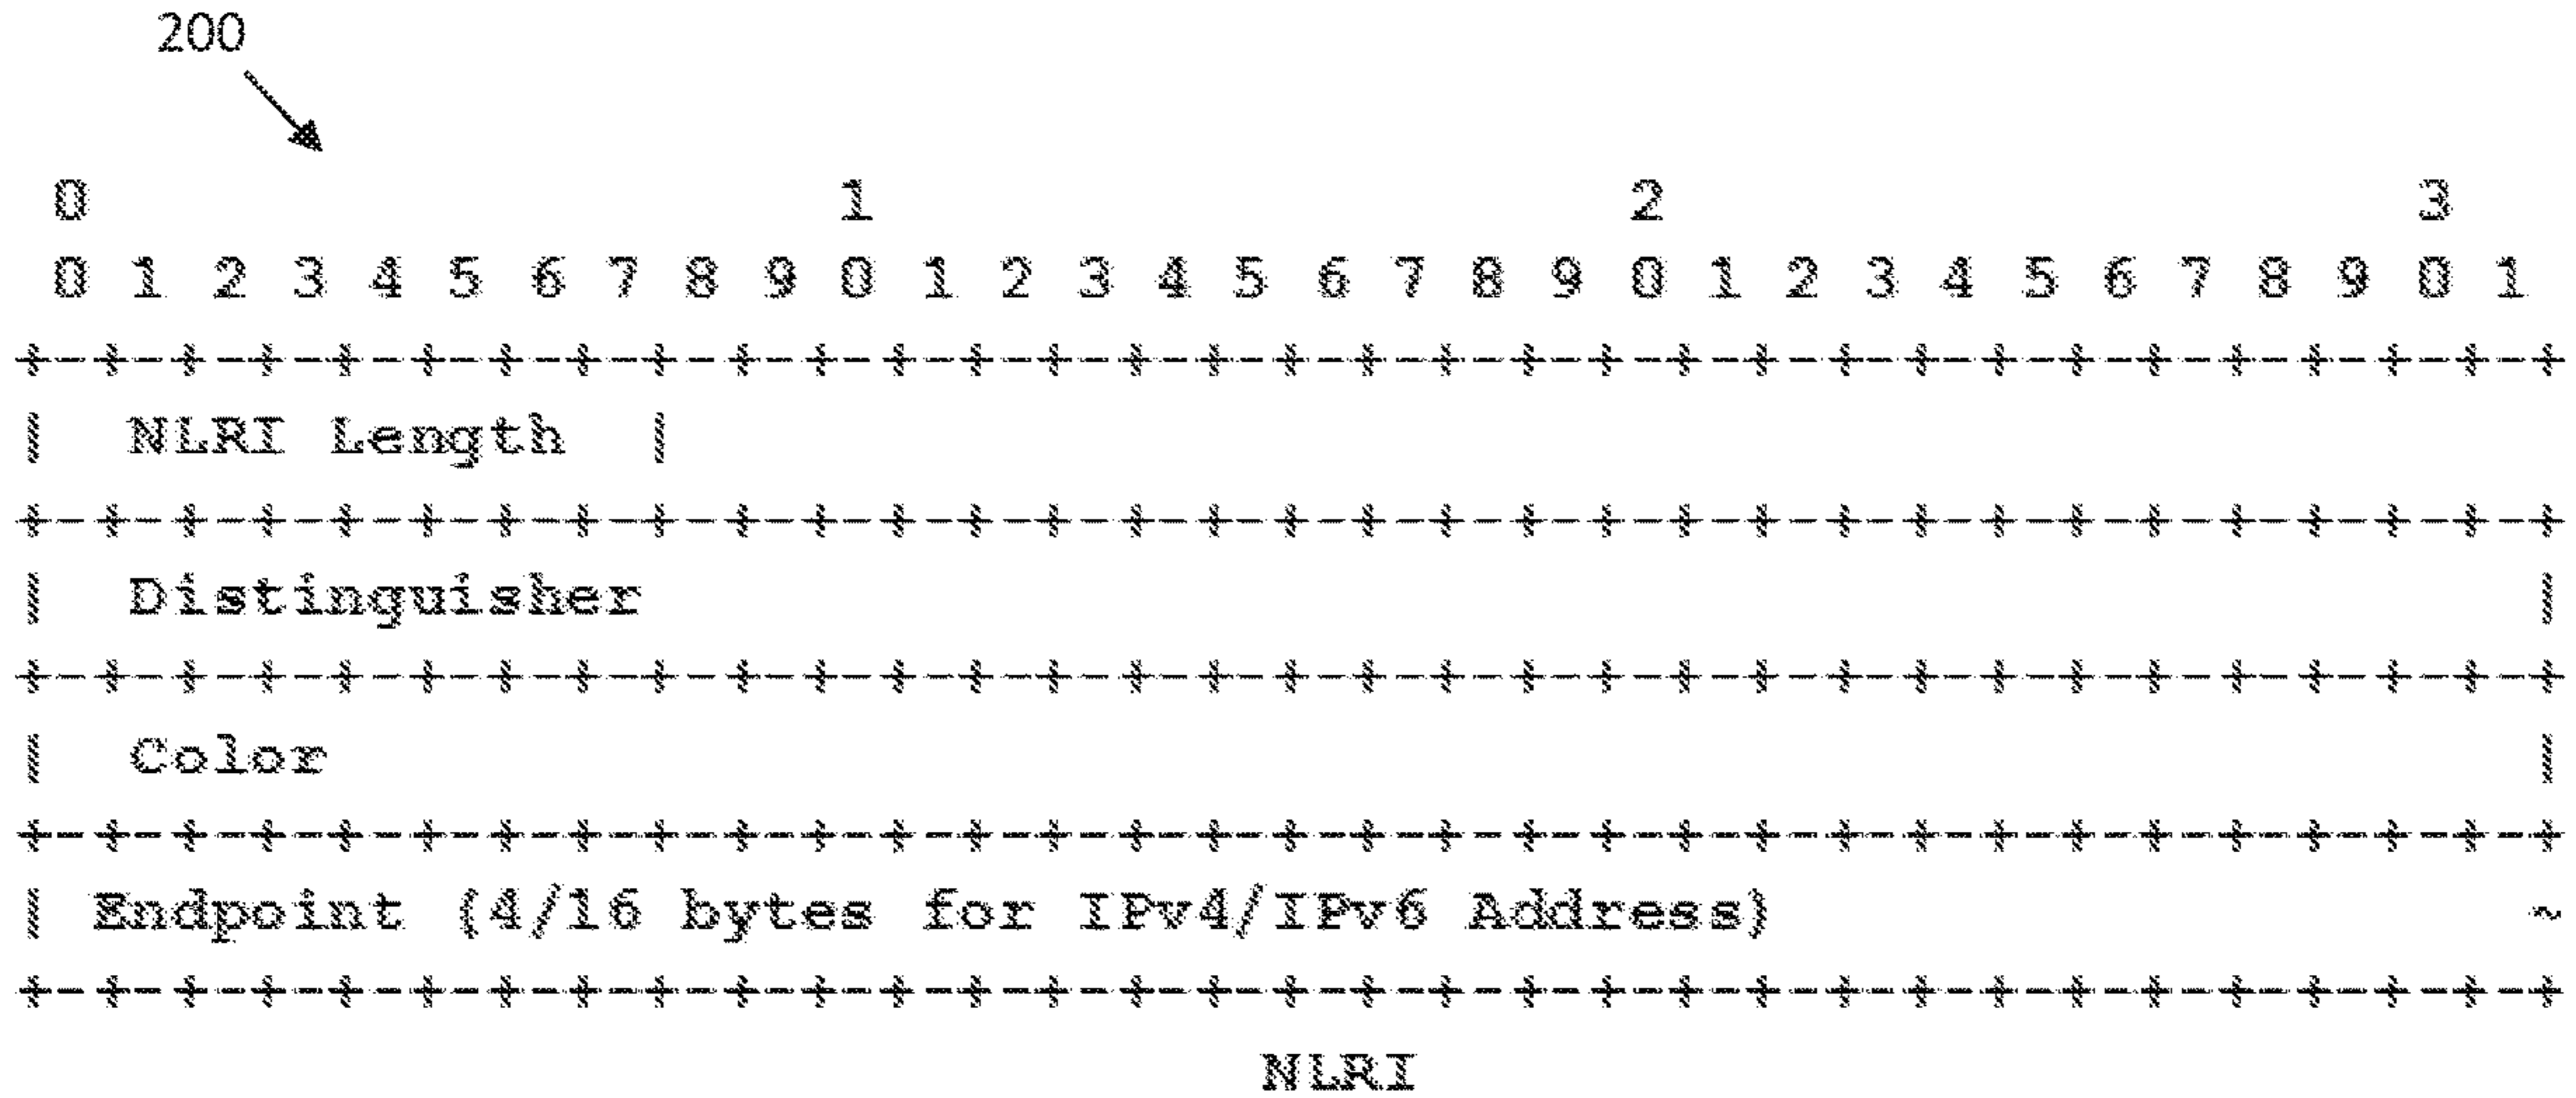 200
0 1 2 3
0 1 2 3 4 5 6 7 8 9 0 1 2 3 4 5 6 7 8 9 0 1 2 3 4 5 6 7 8 9 0 1
+-+-+-+-+-+-+-+-+-+-+-+-+-+-+-+-+-+-+-+-+-+-+-+-+-+-+-+-+-+-+-+-+
| NLRI Length |
+-+-+-+-+-+-+-+-+-+-+-+-+-+-+-+-+-+-+-+-+-+-+-+-+-+-+-+-+-+-+-+-+
| Distinguisher |
+-+-+-+-+-+-+-+-+-+-+-+-+-+-+-+-+-+-+-+-+-+-+-+-+-+-+-+-+-+-+-+-+
| Color |
+-+-+-+-+-+-+-+-+-+-+-+-+-+-+-+-+-+-+-+-+-+-+-+-+-+-+-+-+-+-+-+-+
| Endpoint (4/16 bytes for IPv4/IPv6 Address) ~
+-+-+-+-+-+-+-+-+-+-+-+-+-+-+-+-+-+-+-+-+-+-+-+-+-+-+-+-+-+-+-+-+
NLRI